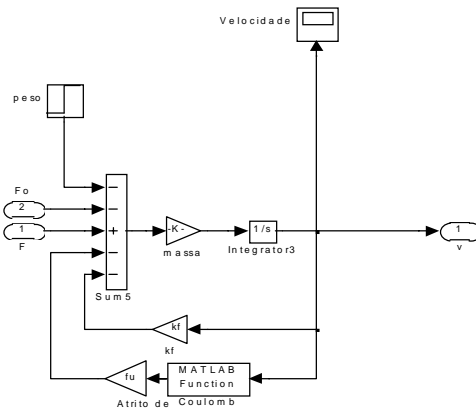 Velocidade
peso
Fo
2
1
F
-K-
massa
1/s
Integrator3
1
v
Sum5
kf
kf
fu
MATLAB
Function
Atrito de Coulomb